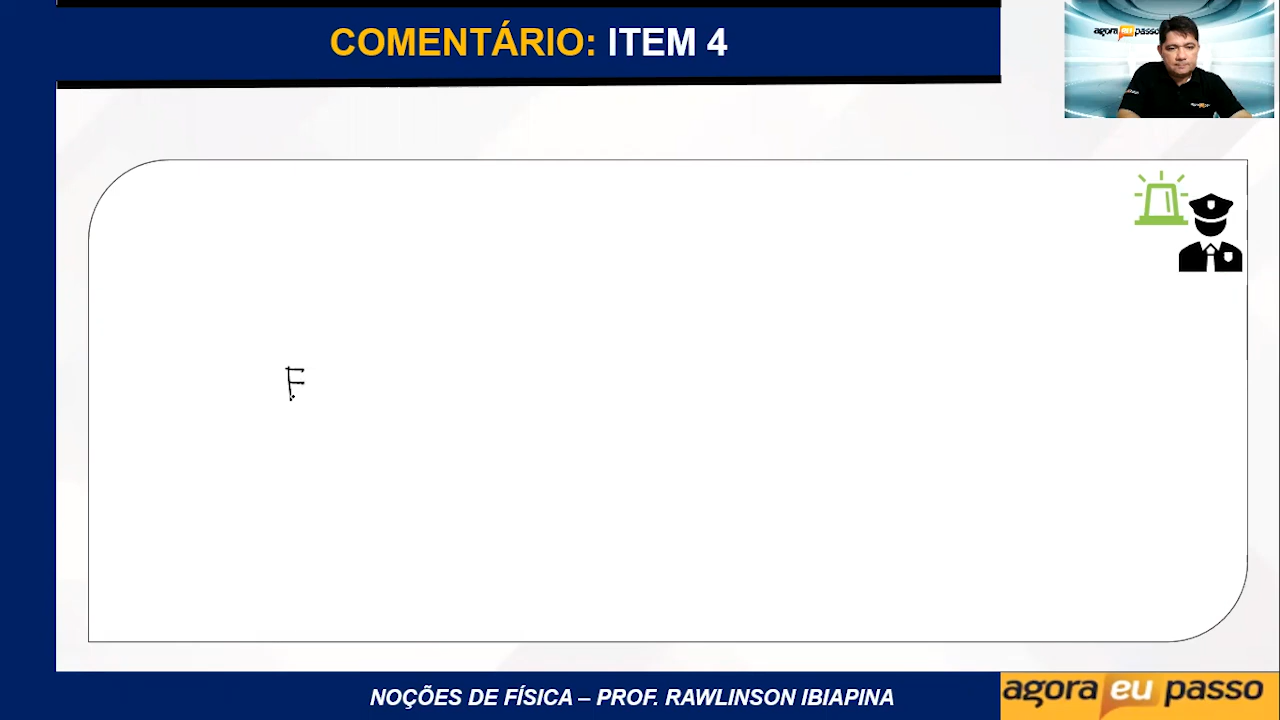 COMENTÁRIO: ITEM 4
agora eu passo
F
NOÇÕES DE FÍSICA – PROF. RAWLINSON IBIAPINA
agora eu passo